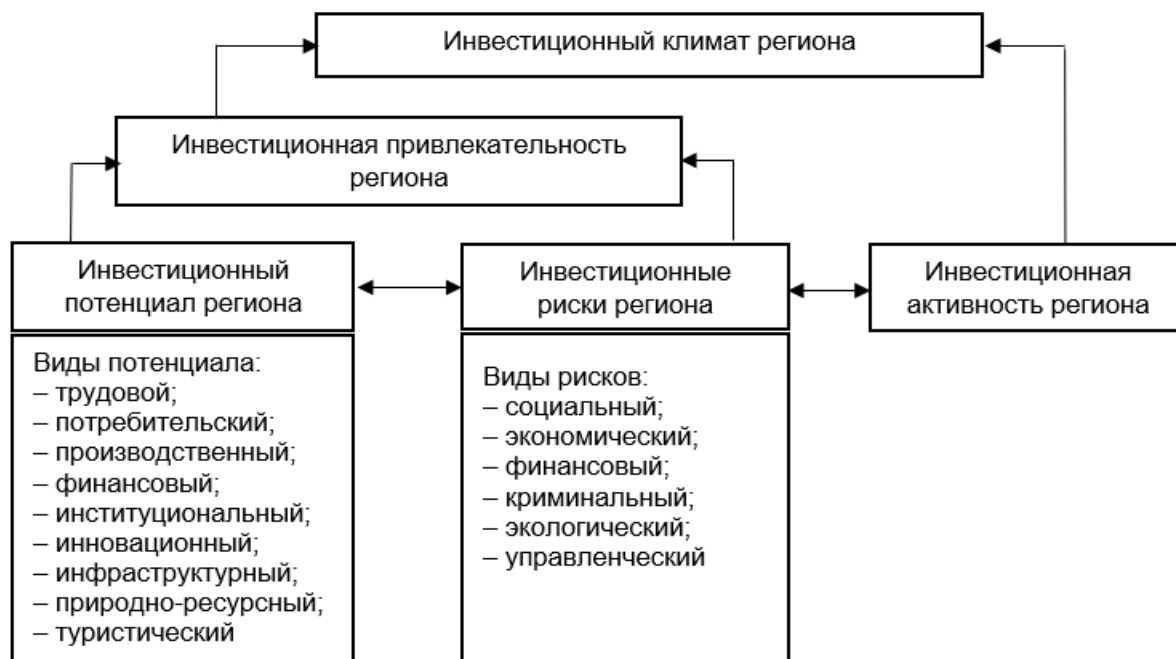 Инвестиционный климат региона
Инвестиционная привлекательность
региона
Инвестиционный
потенциал региона
Инвестиционные
риски региона
Инвестиционная
активность региона
Виды потенциала:
– трудовой;
– потребительский;
– производственный;
– финансовый;
– институциональный;
– инновационный;
– инфраструктурный;
– природно-ресурсный;
– туристический
Виды рисков:
– социальный;
– экономический;
– финансовый;
– криминальный;
– экологический;
– управленческий